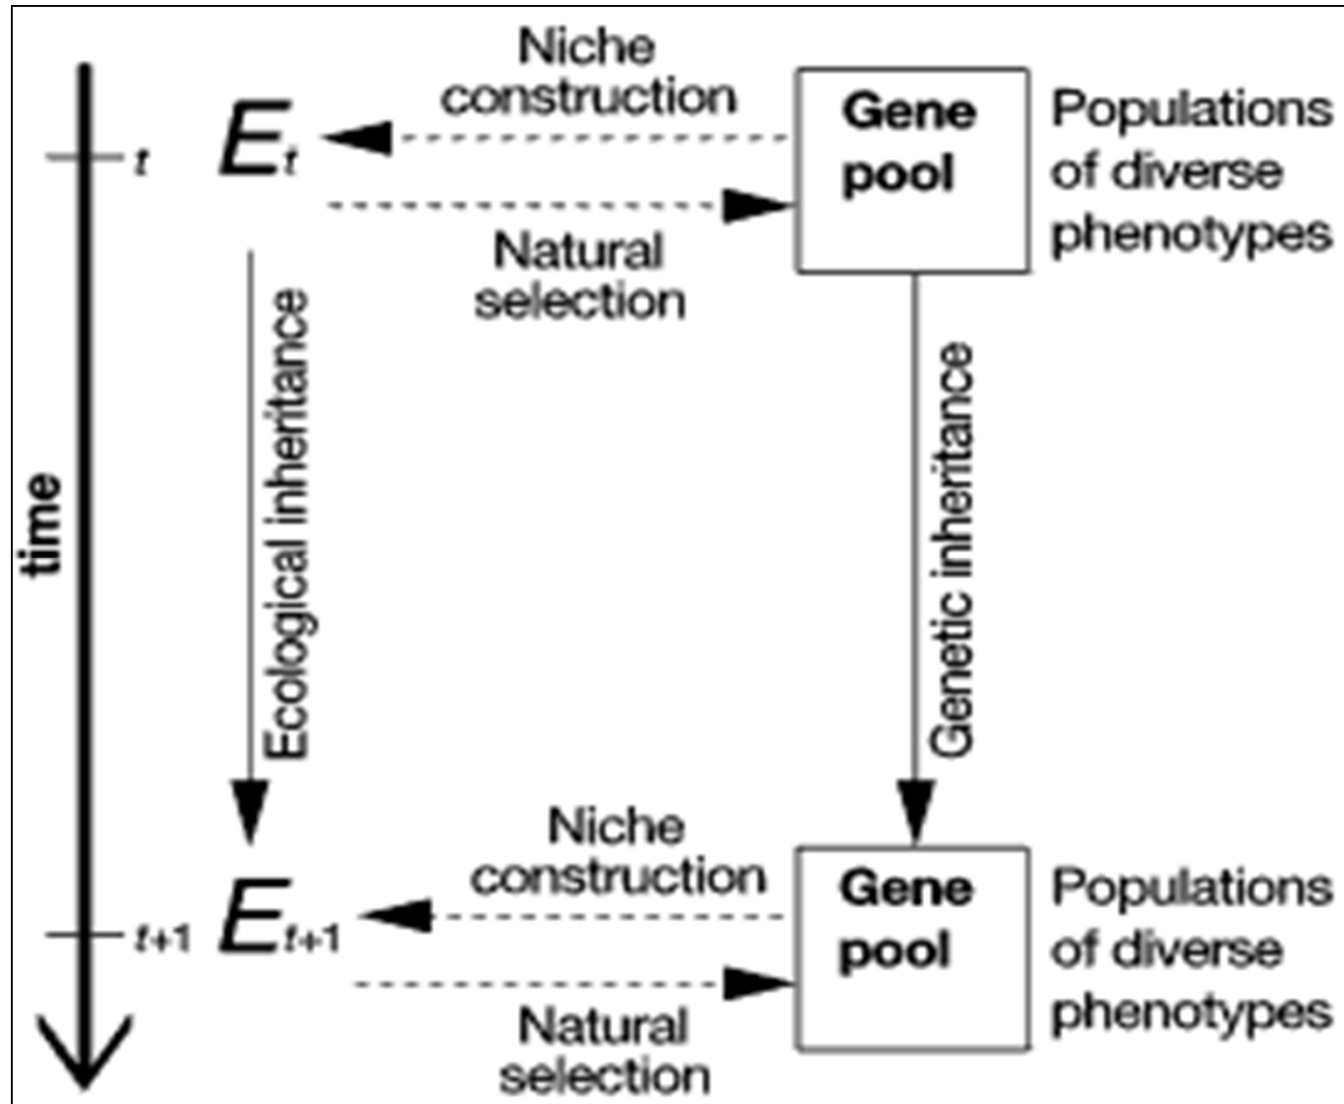 Niche
construction
Gene
pool
Populations
of diverse
phenotypes
t
Et
Natural
selection
time
Ecological inheritance
Genetic inheritance
Niche
construction
Gene
pool
Populations
of diverse
phenotypes
t+1
Et+1
Natural
selection